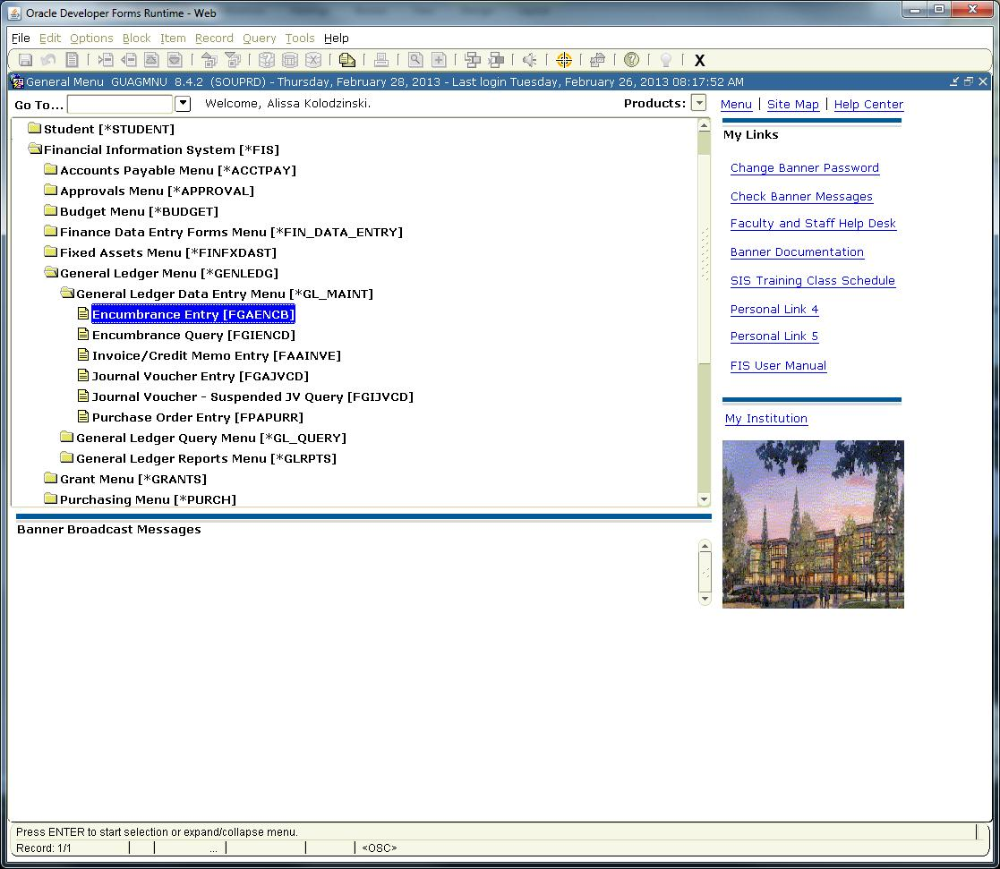 Oracle Developer Forms Runtime - Web
File Edit Options Block Item Record Query Tools Help
General Menu GUAGMNU 8.4.2 (SOUPRD) - Thursday, February 28, 2013 - Last login Tuesday, February 26, 2013 08:17:52 AM
Go To... Welcome, Alissa Kolodzinski. Products: Menu | Site Map | Help Center
Student [*STUDENT]
Financial Information System [*FIS]
Accounts Payable Menu [*ACCTPAY]
Approvals Menu [*APPROVAL]
Budget Menu [*BUDGET]
Finance Data Entry Forms Menu [*FIN_DATA_ENTRY]
Fixed Assets Menu [*FINFXDAST]
General Ledger Menu [*GENLEDG]
General Ledger Data Entry Menu [*GL_MAINT]
Encumbrance Entry [FGAENCB]
Encumbrance Query [FGIENCD]
Invoice/Credit Memo Entry [FAAINVE]
Journal Voucher Entry [FGAJVCD]
Journal Voucher - Suspended JV Query [FGIJVCD]
Purchase Order Entry [FPAPURR]
General Ledger Query Menu [*GL_QUERY]
General Ledger Reports Menu [*GLRPTS]
Grant Menu [*GRANTS]
Purchasing Menu [*PURCH]
My Links
Change Banner Password
Check Banner Messages
Faculty and Staff Help Desk
Banner Documentation
SIS Training Class Schedule
Personal Link 4
Personal Link 5
FIS User Manual
My Institution
Banner Broadcast Messages
Press ENTER to start selection or expand/collapse menu.
Record: 1/1 ... <OSC>